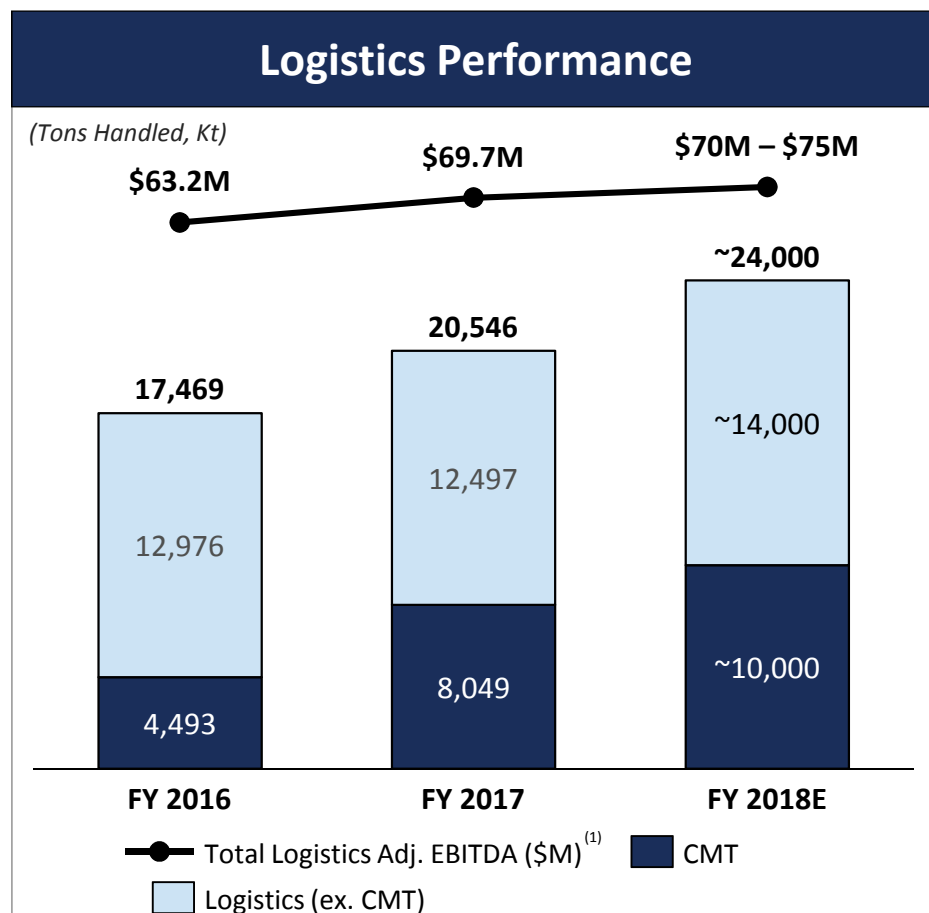 Logistics Performance
(Tons Handled, Kt)
$63.2M
$69.7M
$70M – $75M
17,469
20,546
~24,000
12,976
12,497
~14,000
4,493
8,049
~10,000
FY 2016
FY 2017
FY 2018E
Total Logistics Adj. EBITDA ($M)(1)
CMT
Logistics (ex. CMT)